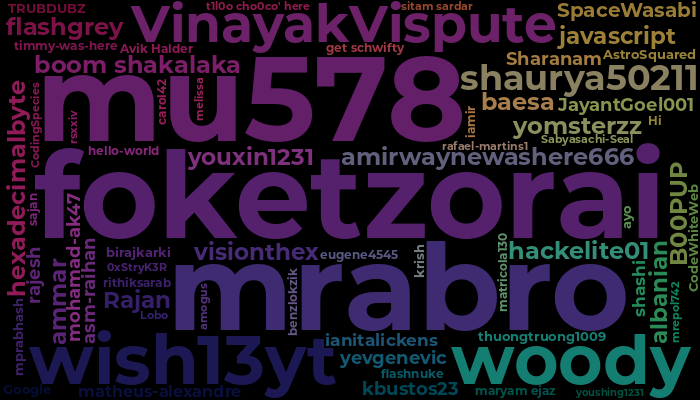 TRUBDUBZ
t1l0o cho0co' here
sitam sardar
SpaceWasabi
flashgrey
VinayakVispute
javascript
timmy-was-here
Avik Halder
get schwifty
AstroSquared
boom shakalaka
Sharanam
mu578
shaurya50211
CodingSpecies
rsxxiv
carol42
melissa
baesa
JayantGoel001
hexadecimalbyte
iamir
yomsterzz
Hi
Sabyasachi-Seal
hello-world
rafael-martins1
youxin1231
amirwaynewashere666
foketzorai
sajan
mohamad-ak47
ayo
B00PUP
CodeWhiteWeb
rajesh
ammar
asm-raihan
birajkarki
visionthex
eugene4545
krish
matricola130
hackelite01
albanian
0xStryK3R
rithiksarab
mrabro
shashi
mrepol742
Rajan
Lobo
amogus
benzlokzik
mprabhash
ianitalickens
thuongtruong1009
wish13yt
yevgenevic
woody
flashnuke
Google
matheus-alexandre
kbustos23
maryam ejaz
youshing1231